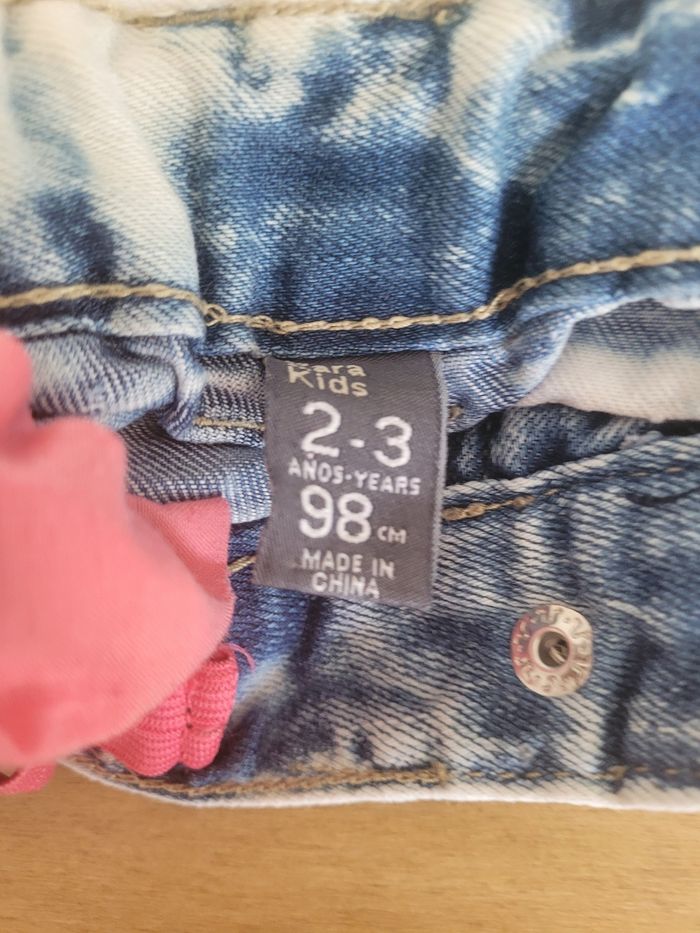 Kids
2-3
AÑOS-YEARS
98 CM
MADE IN
CHINA